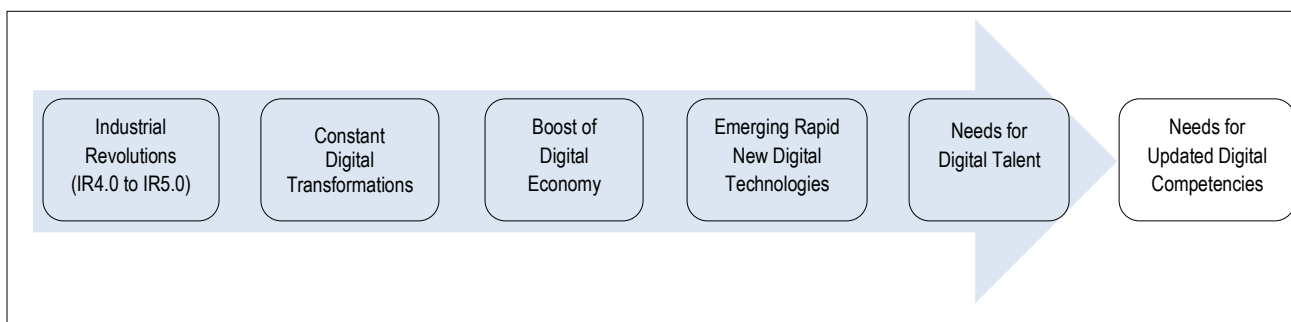 Industrial
Revolutions
(IR4.0 to IR5.0)
Constant
Digital
Transformations
Boost of
Digital
Economy
Emerging Rapid
New Digital
Technologies
Needs for
Digital Talent
Needs for
Updated Digital
Competencies